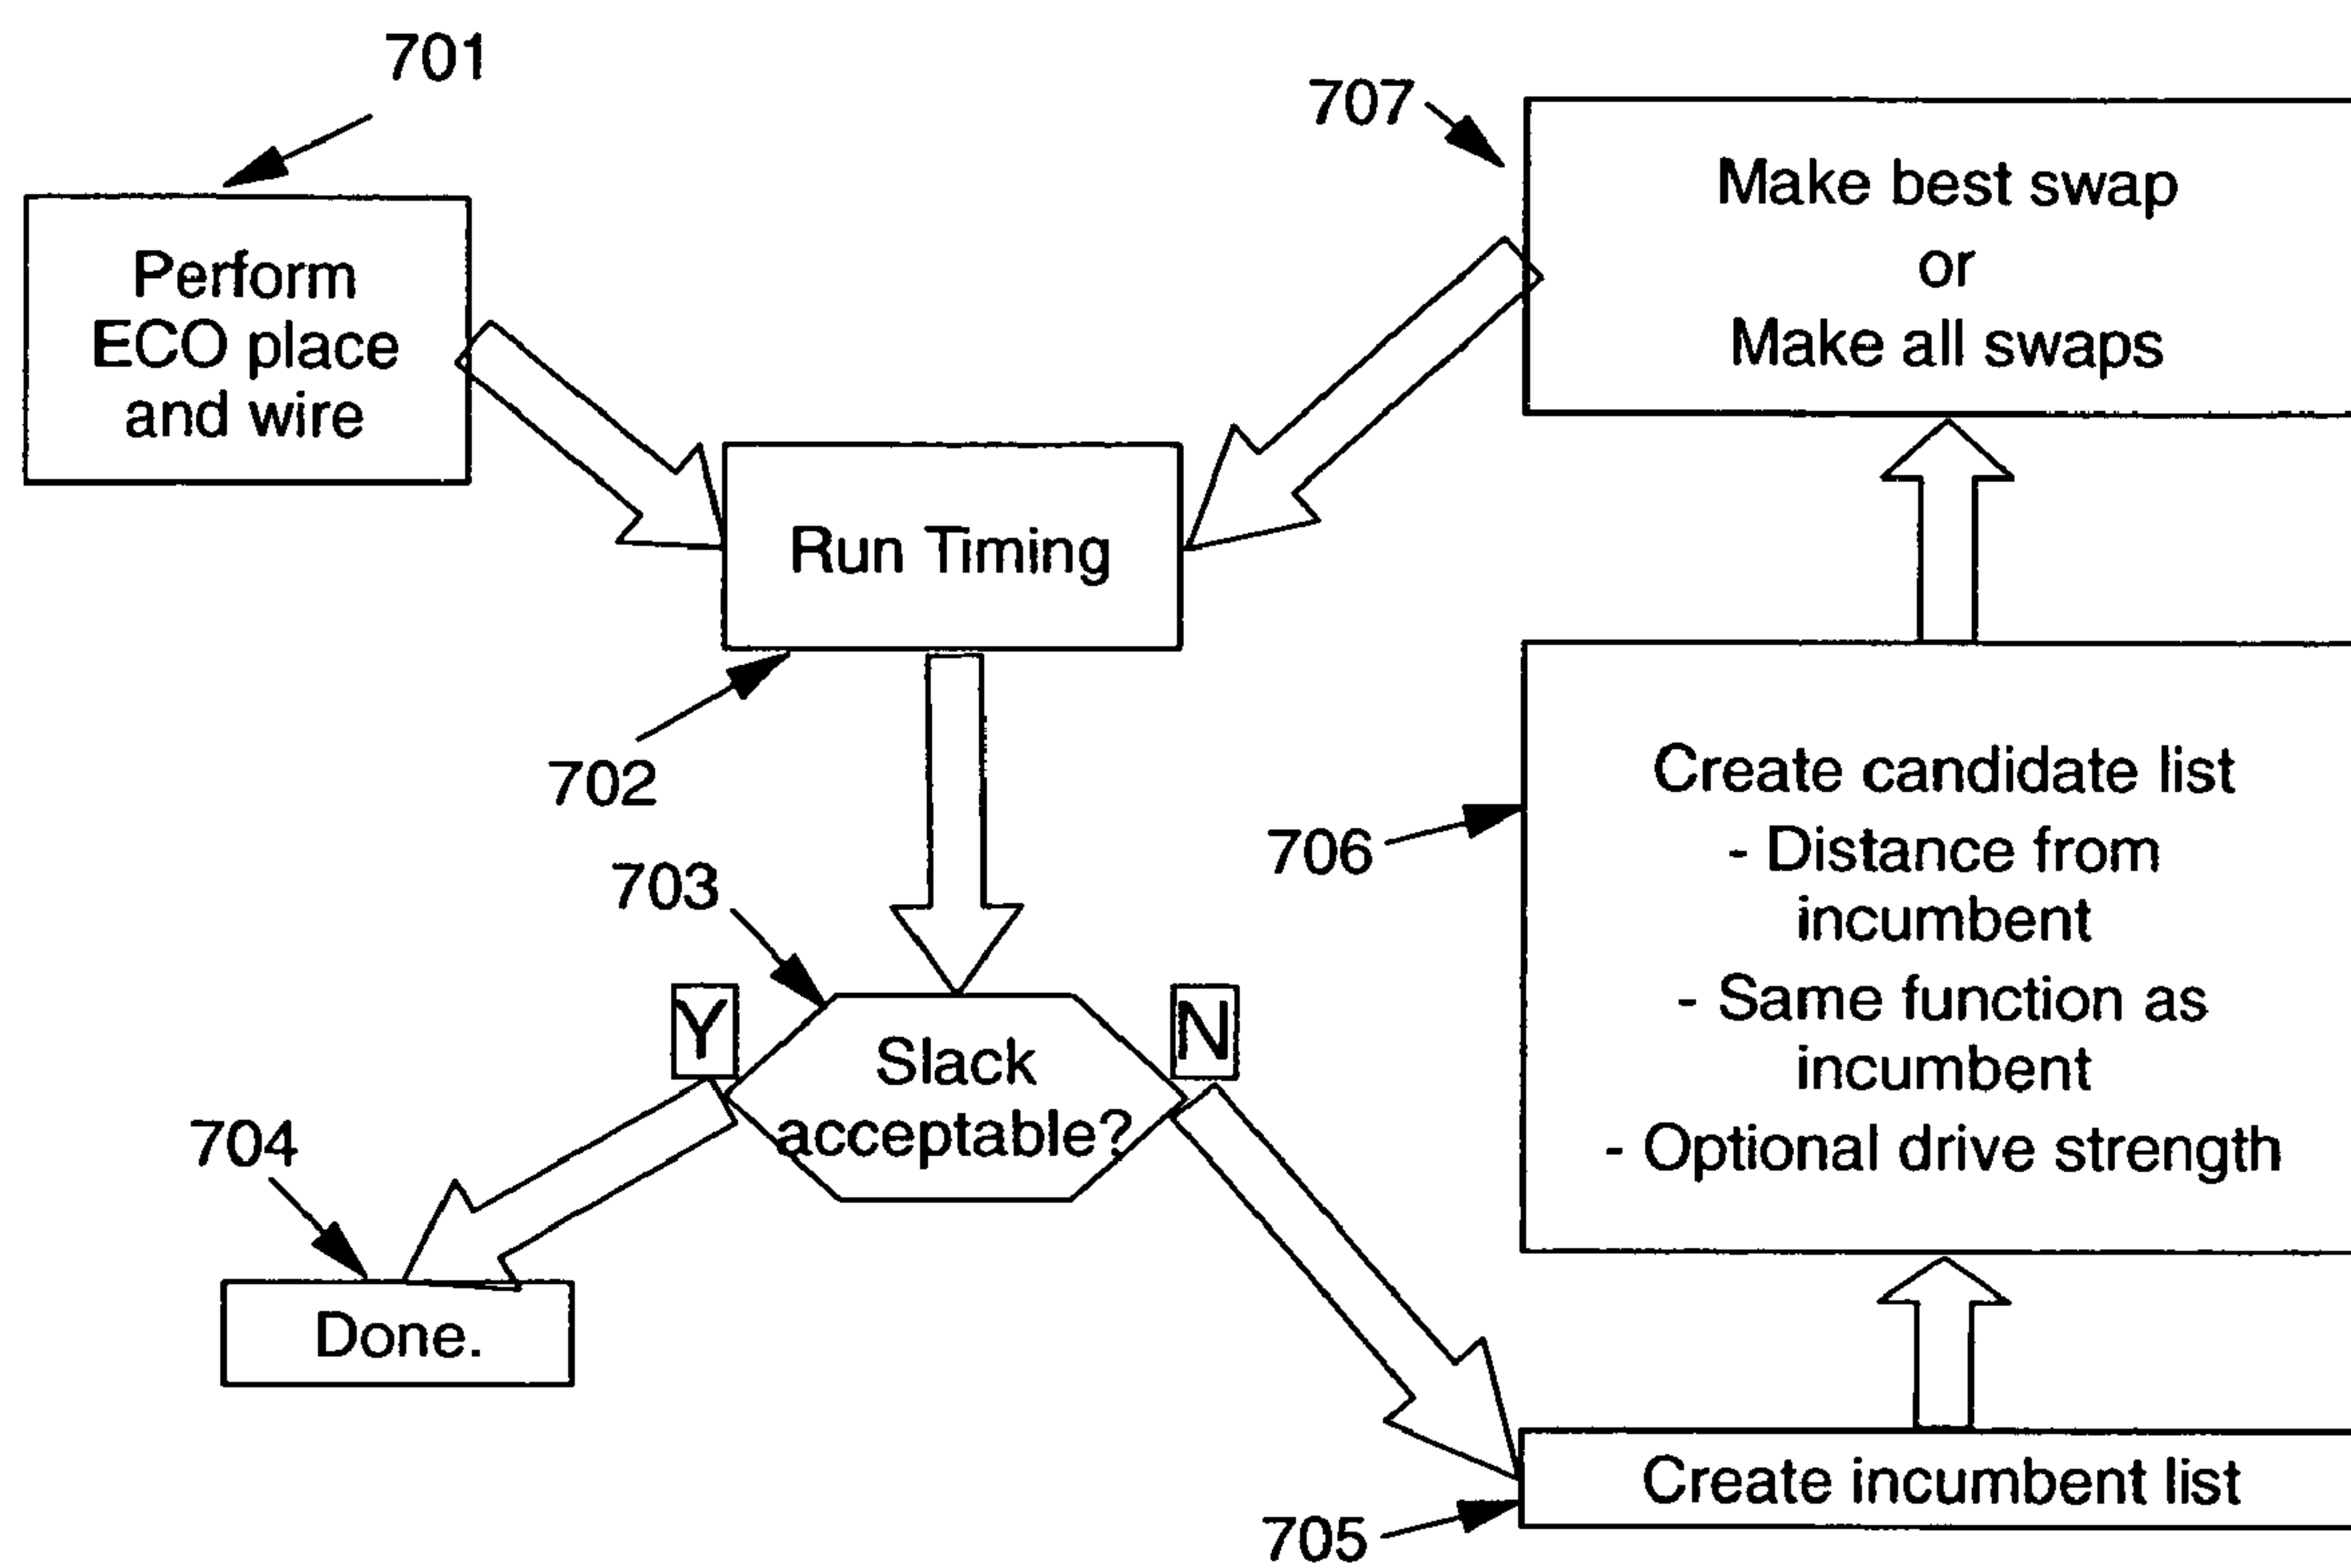 701
Perform
ECO place
and wire
707
Make best swap
or
Make all swaps
Run Timing
702
703
Y
N
Slack
acceptable?
704
Done.
706
Create candidate list
- Distance from
incumbent
- Same function as
incumbent
- Optional drive strength
Create incumbent list
705